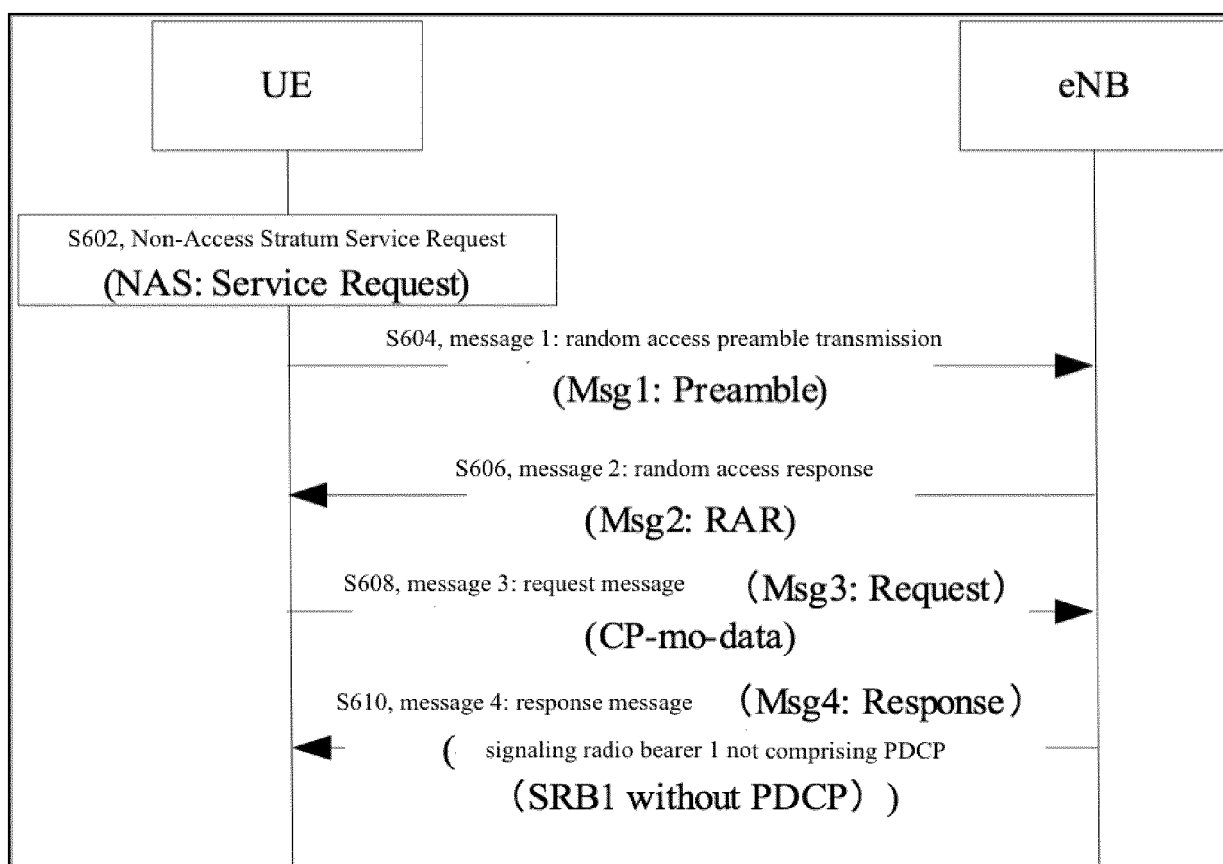 UE
eNB
S602, Non-Access Stratum Service Request
(NAS: Service Request)
S604, message 1: random access preamble transmission
(Msg1: Preamble)
S606, message 2: random access response
(Msg2: RAR)
S608, message 3: request message （Msg3: Request）
(CP-mo-data)
S610, message 4: response message （Msg4: Response）
( signaling radio bearer 1 not comprising PDCP
（SRB1 without PDCP） )